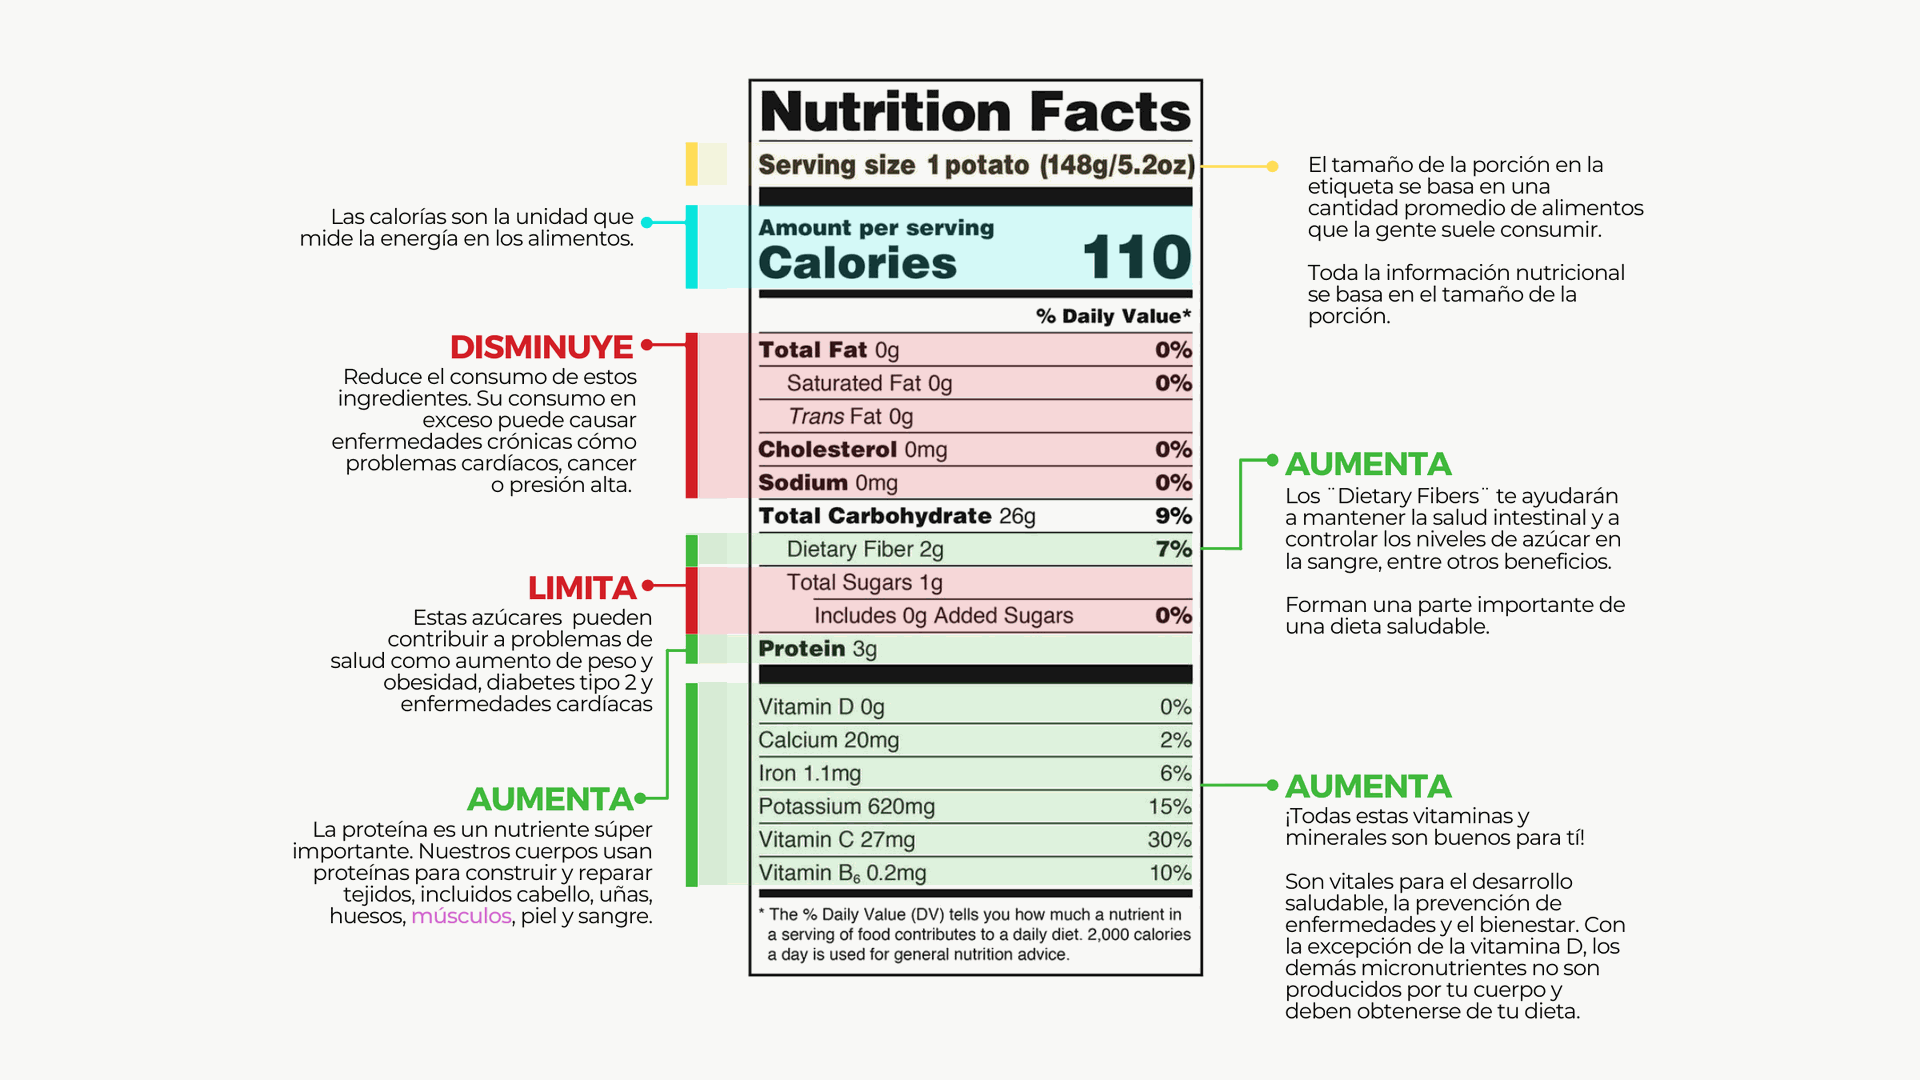 Nutrition Facts
Serving size 1 potato (148g/5.2oz)
Amount per serving
Calories 110
% Daily Value*
Total Fat 0g 0%
Saturated Fat 0g 0%
Trans Fat 0g
Cholesterol 0mg 0%
Sodium 0mg 0%
Total Carbohydrate 26g 9%
Dietary Fiber 2g 7%
Total Sugars 1g
Includes 0g Added Sugars 0%
Protein 3g
Vitamin D 0g 0%
Calcium 20mg 2%
Iron 1.1mg 6%
Potassium 620mg 15%
Vitamin C 27mg 30%
Vitamin B₆ 0.2mg 10%
* The % Daily Value (DV) tells you how much a nutrient in
a serving of food contributes to a daily diet. 2,000 calories
a day is used for general nutrition advice.
Las calorías son la unidad que
mide la energía en los alimentos.
DISMINUYE
Reduce el consumo de estos
ingredientes. Su consumo en
exceso puede causar
enfermedades crónicas cómo
problemas cardíacos, cancer
o presión alta.
LIMITA
Estas azúcares pueden
contribuir a problemas de
salud como aumento de peso y
obesidad, diabetes tipo 2 y
enfermedades cardíacas
AUMENTA
La proteína es un nutriente súper
importante. Nuestros cuerpos usan
proteínas para construir y reparar
tejidos, incluidos cabello, uñas,
huesos, músculos, piel y sangre.
El tamaño de la porción en la
etiqueta se basa en una
cantidad promedio de alimentos
que la gente suele consumir.
Toda la información nutricional
se basa en el tamaño de la
porción.
AUMENTA
Los ¨Dietary Fibers¨ te ayudarán
a mantener la salud intestinal y a
controlar los niveles de azúcar en
la sangre, entre otros beneficios.
Forman una parte importante de
una dieta saludable.
AUMENTA
¡Todas estas vitaminas y
minerales son buenos para tí!
Son vitales para el desarrollo
saludable, la prevención de
enfermedades y el bienestar. Con
la excepción de la vitamina D, los
demás micronutrientes no son
producidos por tu cuerpo y
deben obtenerse de tu dieta.